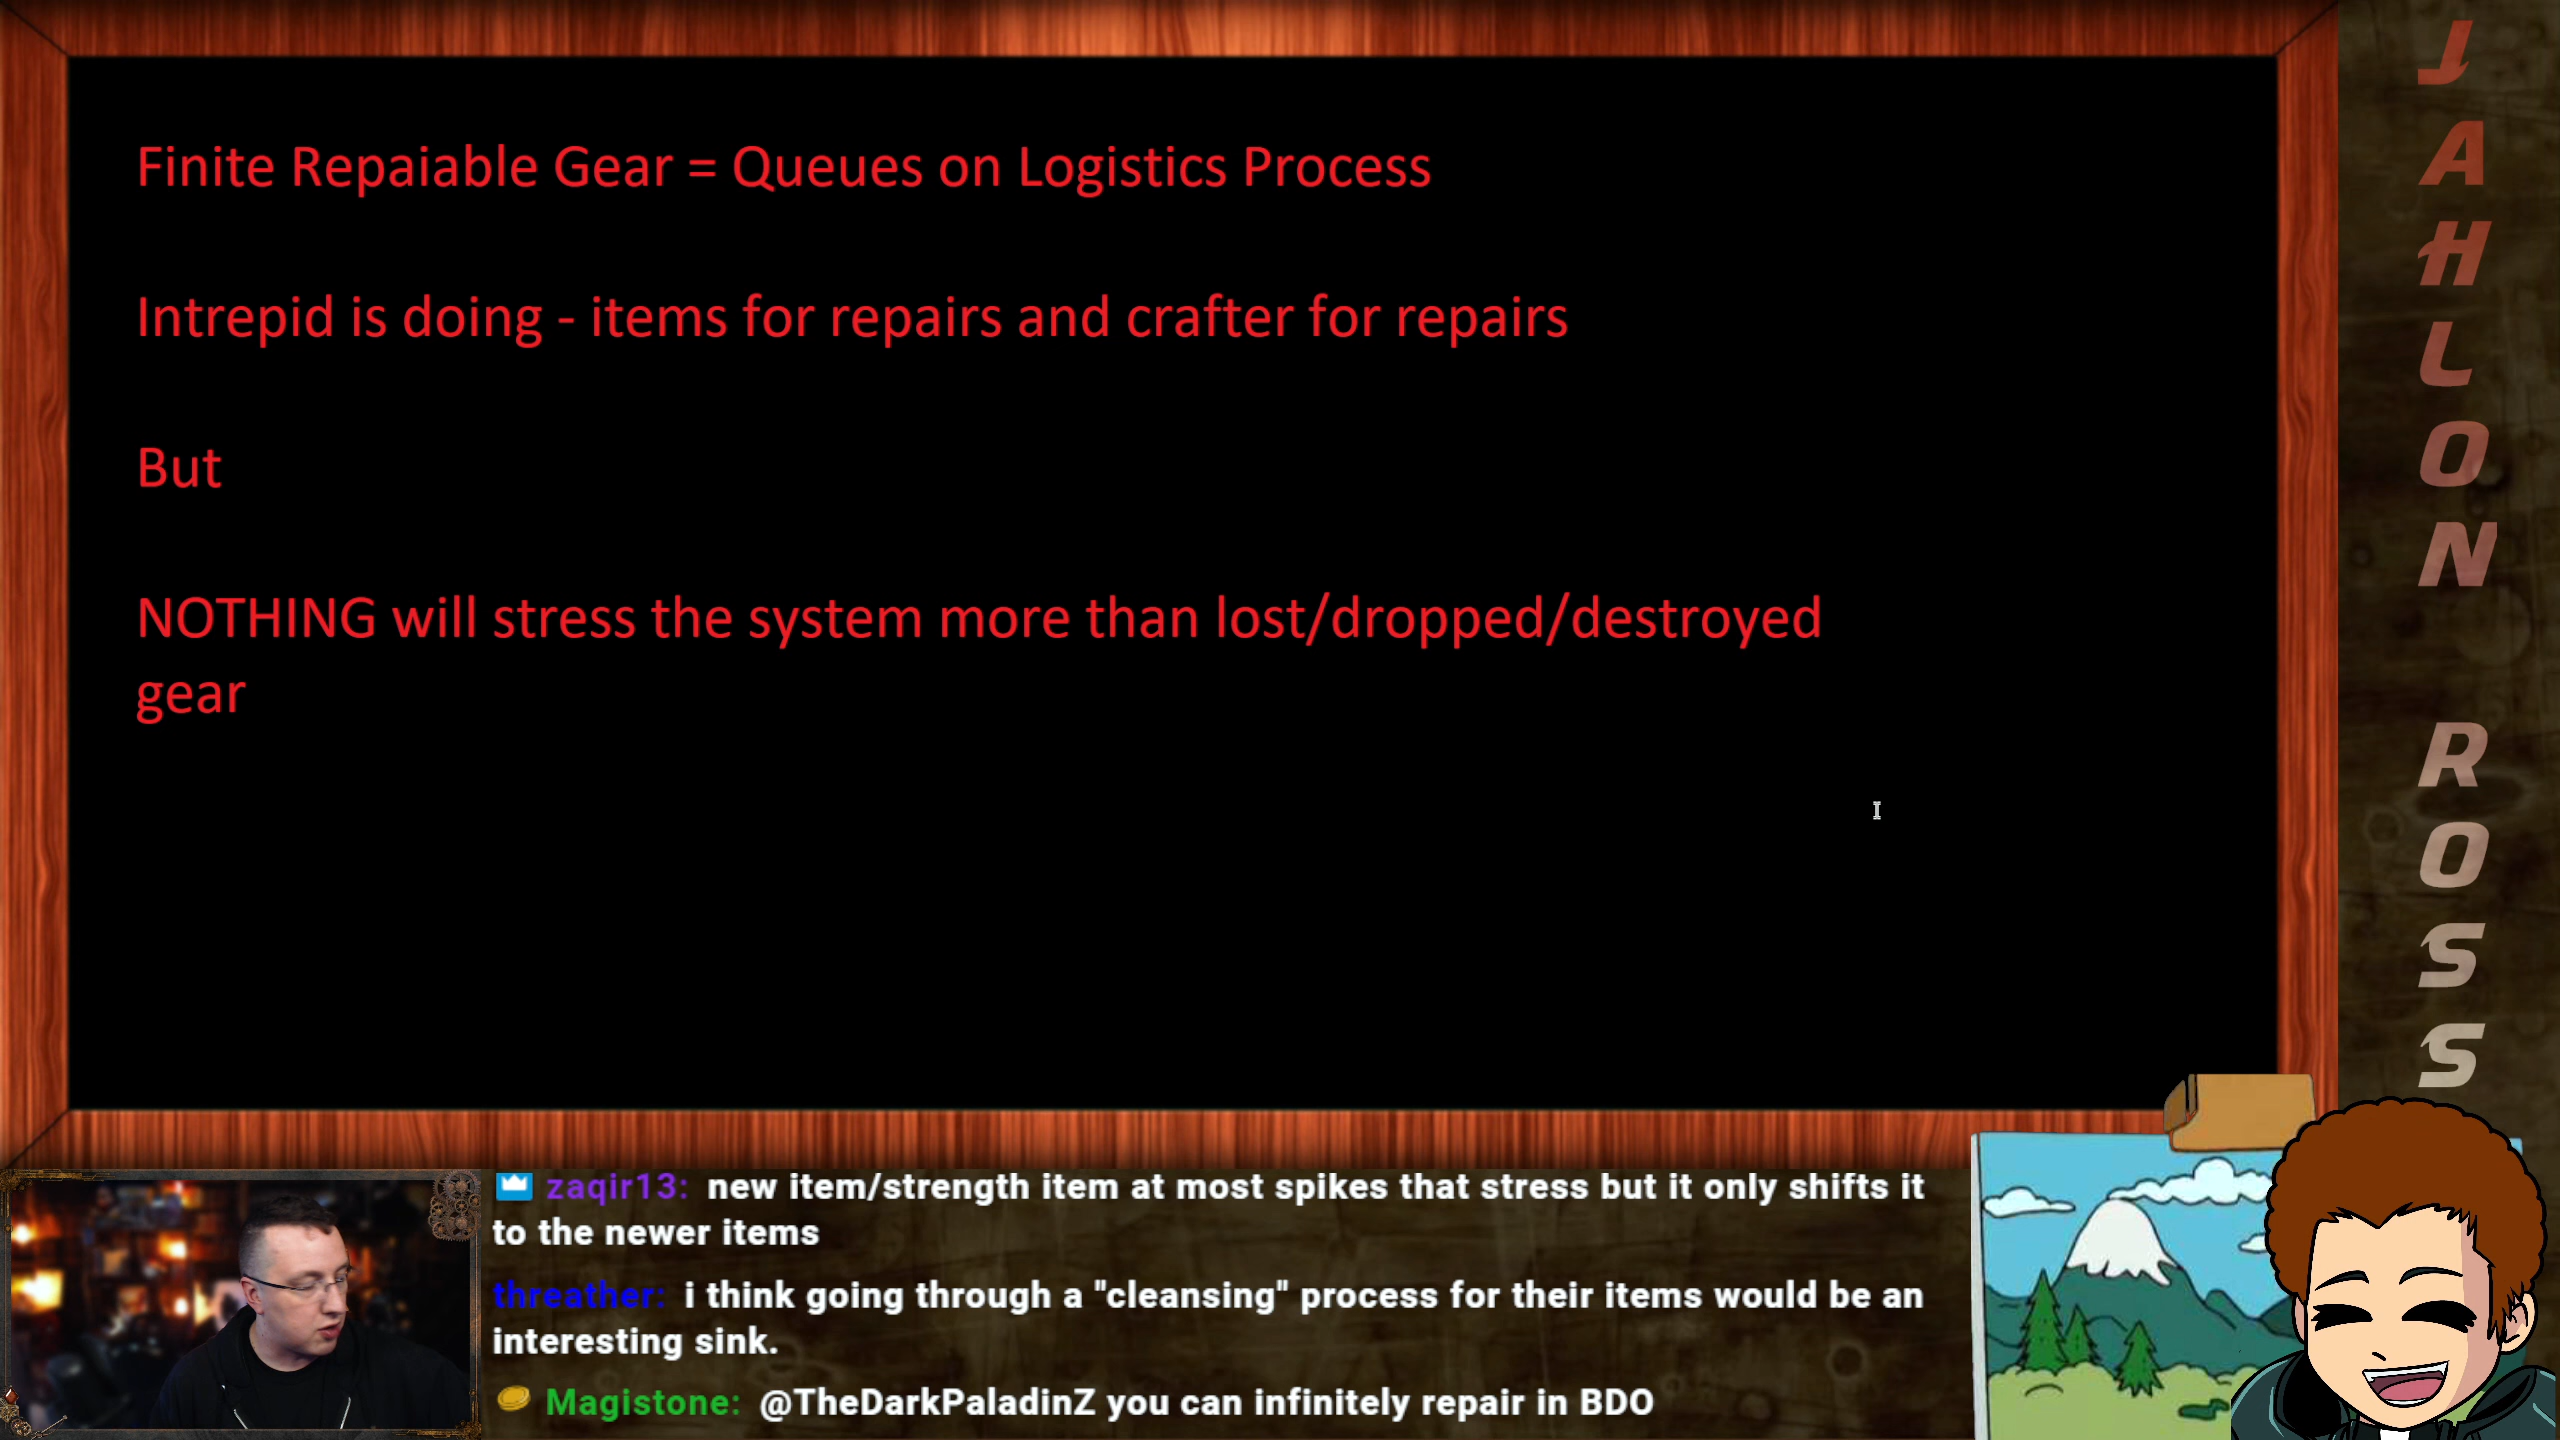 Finite Repaiable Gear = Queues on Logistics Process
Intrepid is doing - items for repairs and crafter for repairs
But
NOTHING will stress the system more than lost/dropped/destroyed
gear
JAHLON ROSS
zaqir13: new item/strength item at most spikes that stress but it only shifts it
to the newer items
threather: i think going through a "cleansing" process for their items would be an
interesting sink.
Magistone: @TheDarkPaladinZ you can infinitely repair in BDO